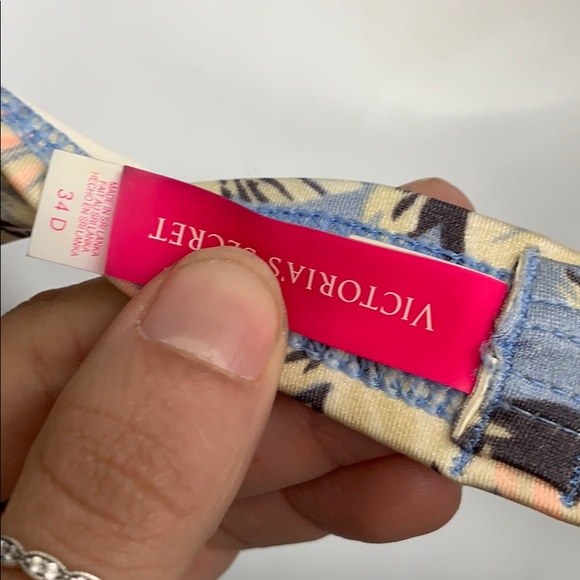 VICTORIA'S SECRET
MADE IN SRI LANKA
FAIT AU SRI LANKA
HECHO EN SRI LANKA
34 D